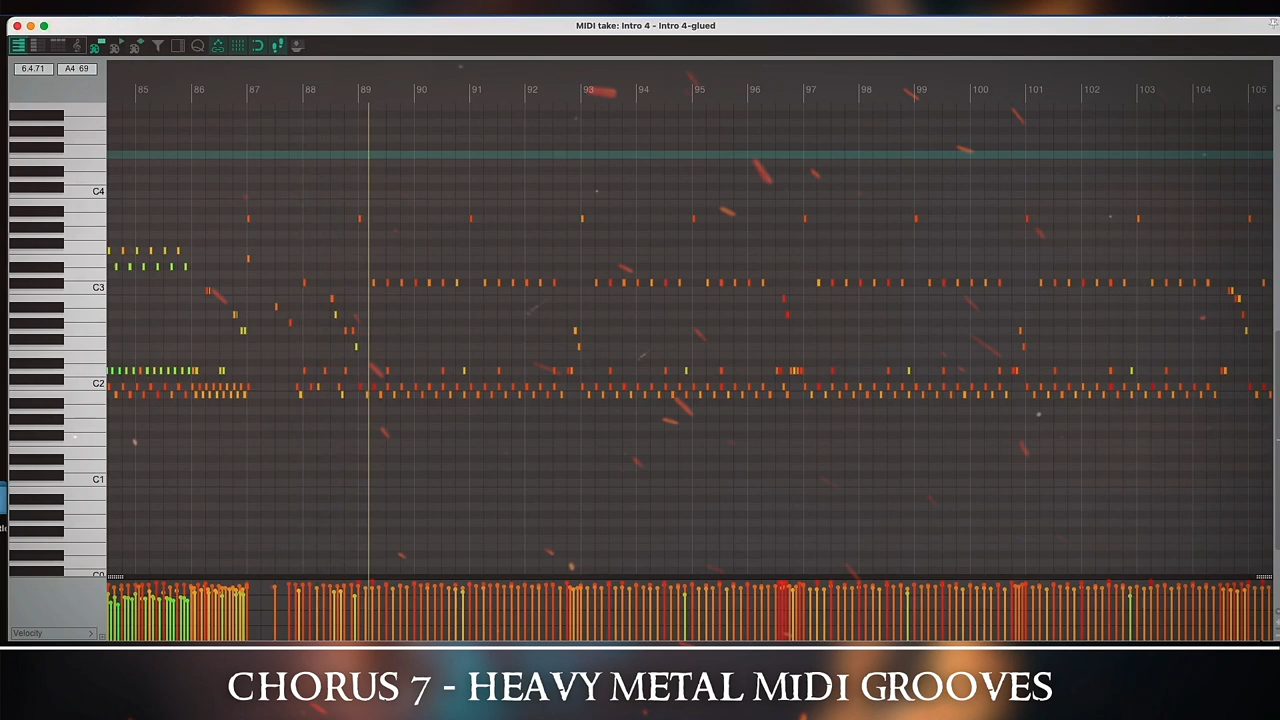 MIDI take: Intro 4 - Intro 4-glued
6.4.71 A4 69
85 86 87 88 89 90 91 92 93 94 95 96 97 98 99 100 101 102 103 104 105
C4
C3
C2
C1
C0
Velocity
CHORUS 7 - HEAVY METAL MIDI GROOVES